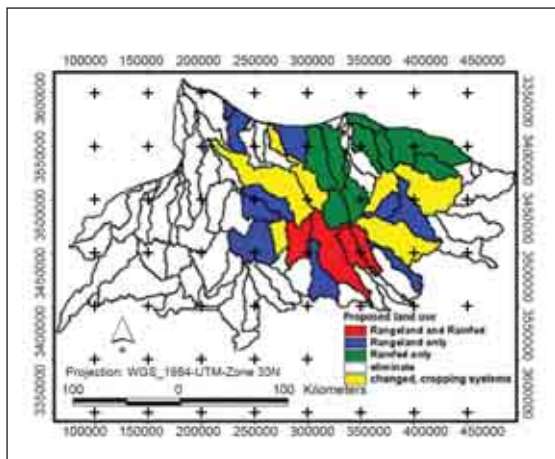 100000 150000 200000 250000 300000 350000 400000 450000
3600000
3550000
3500000
3450000
3400000
3350000
3350000
3400000
3450000
3500000
3550000
3600000
Proposed land use
Rangeland and Rainfed
Rangeland only
Rainfed only
eliminate
changed, cropping systems
Projection: WGS_1984-UTM-Zone
100 0 100
Kilometers
100000 150000 200000 250000 300000 350000 400000 450000